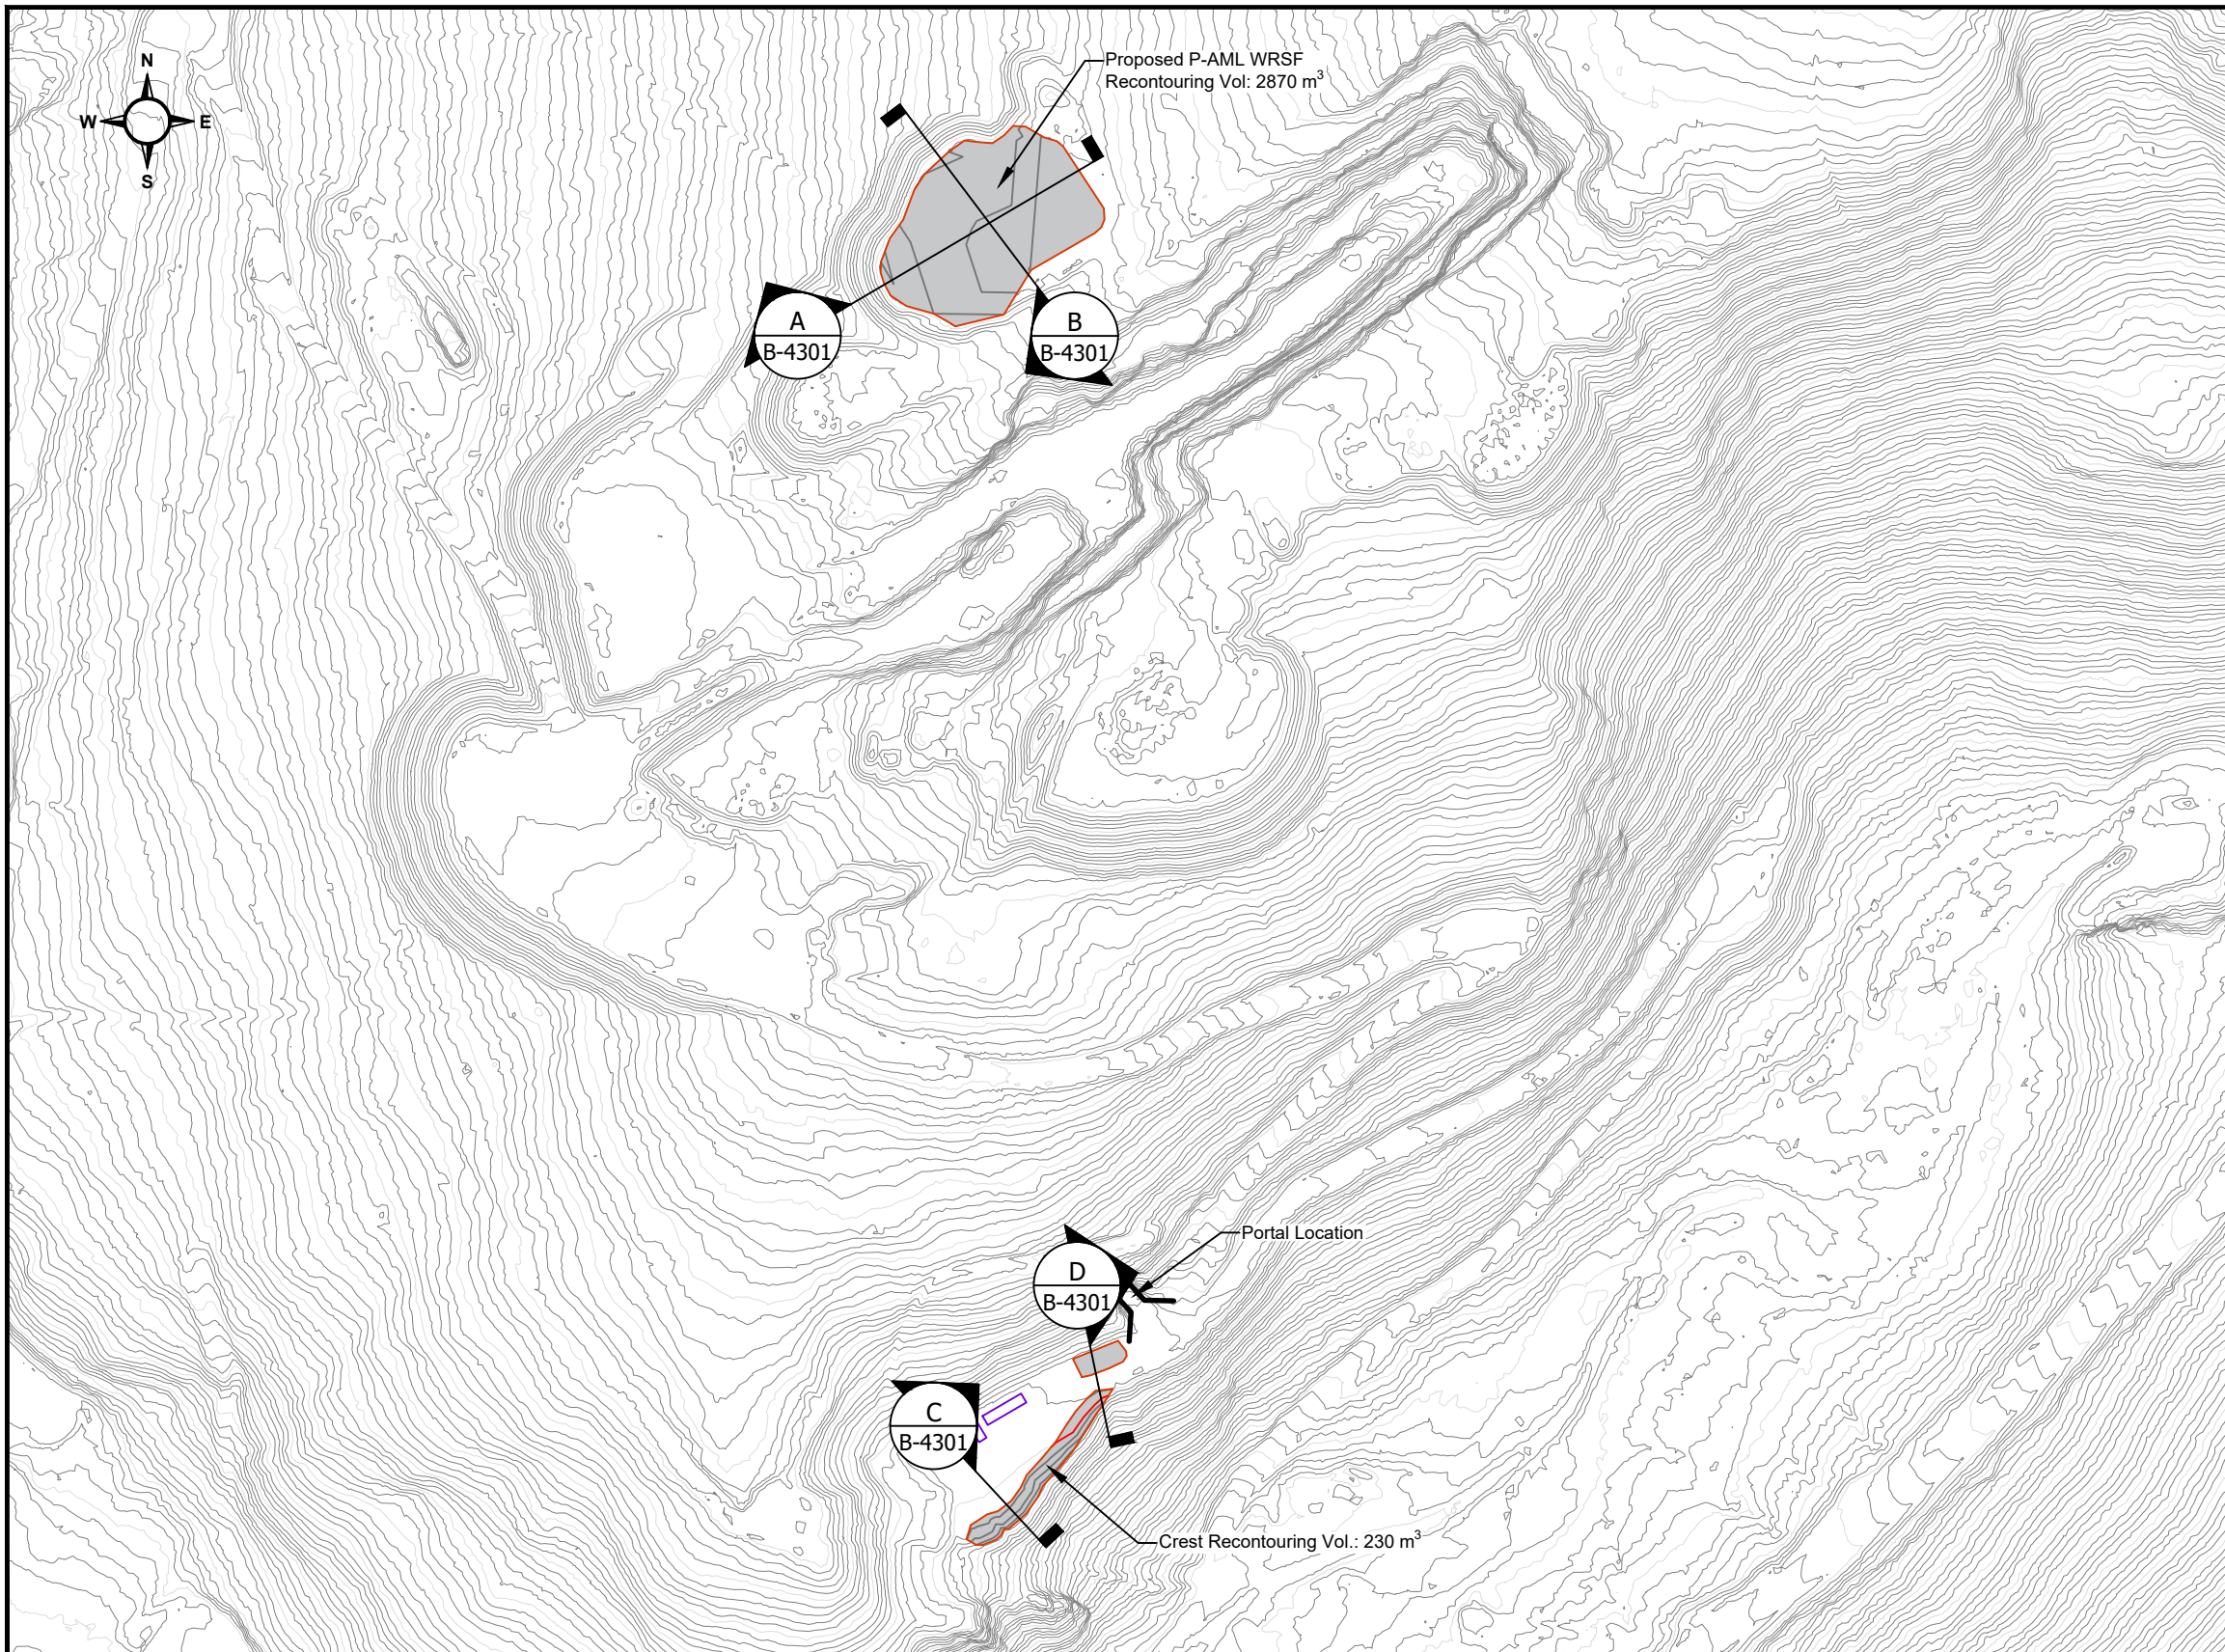 N
W E
S
Proposed P-AML WRSF
Recontouring Vol: 2870 m³
A
B-4301
B
B-4301
Portal Location
D
B-4301
C
B-4301
Crest Recontouring Vol.: 230 m³